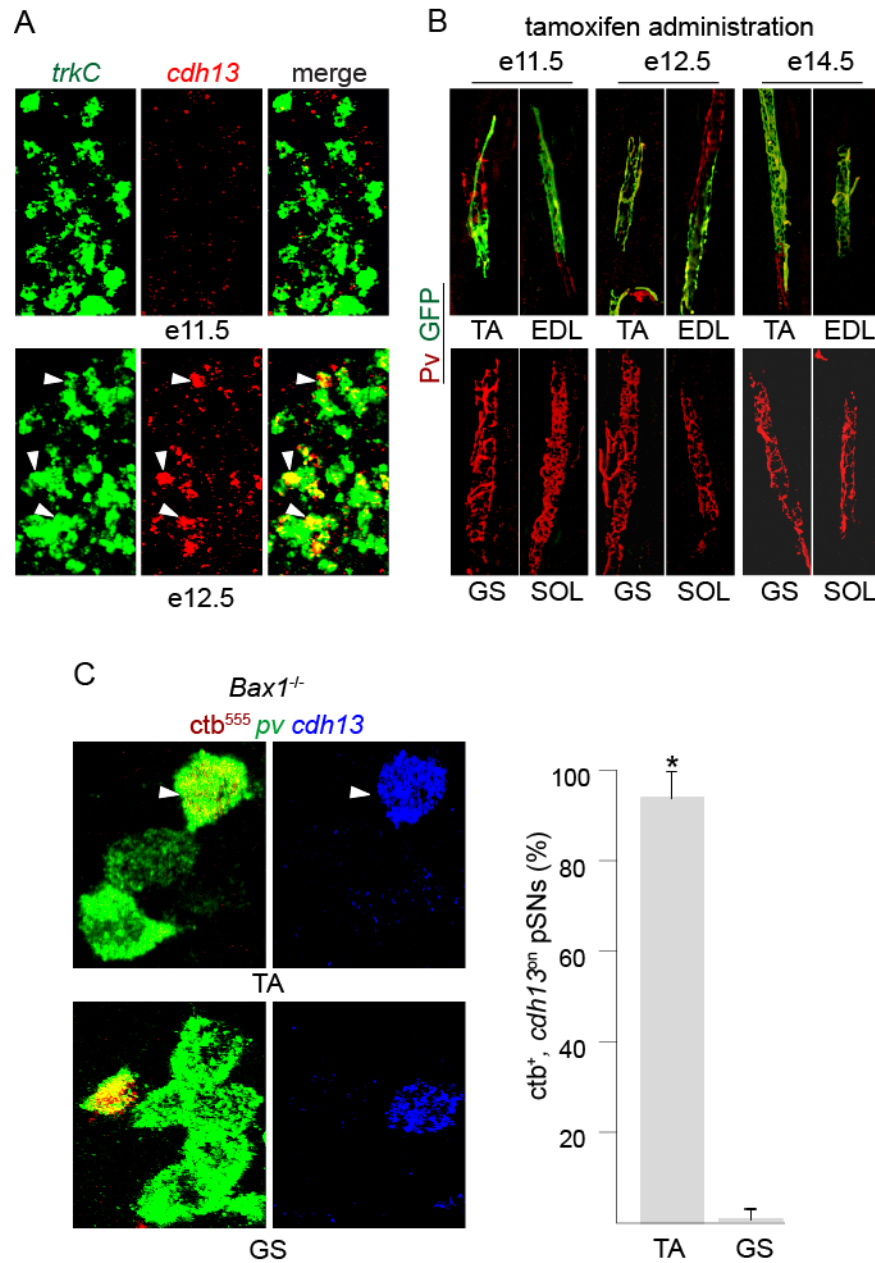 A
trkC cdh13 merge
e11.5
e12.5
B
tamoxifen administration
e11.5 e12.5 e14.5
Pv GFP
TA EDL TA EDL TA EDL
GS SOL GS SOL GS SOL
C
Bax1-/-
ctb555 pv cdh13
TA
GS
ctb+, cdh13on pSNs (%)
*
100
80
60
40
20
TA GS